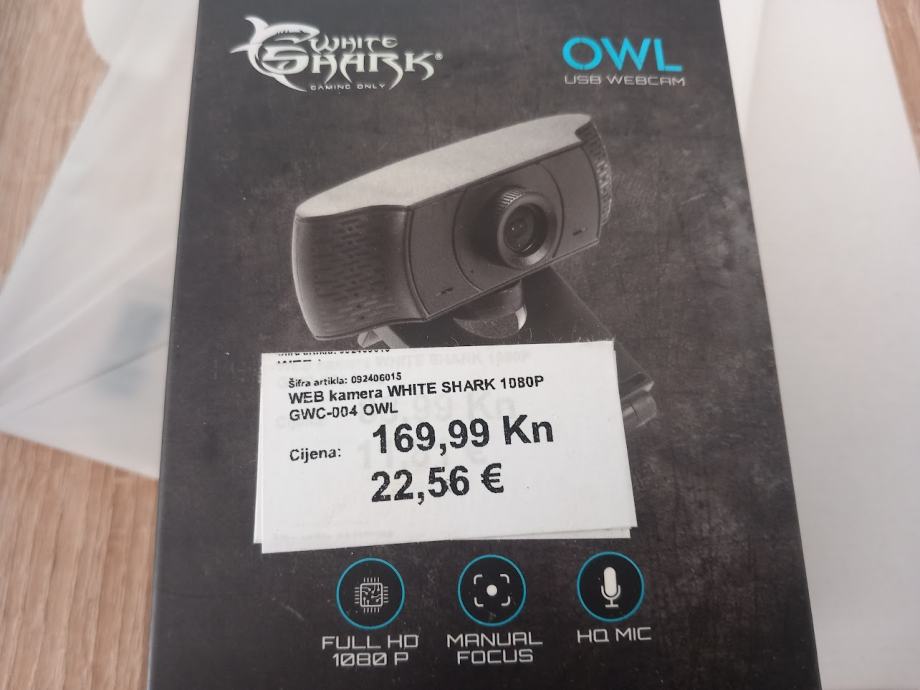 WHITE
SHARK®
GAMING ONLY
OWL
USB WEBCAM
Šifra artikla: 092406015
WEB kamera WHITE SHARK 1080P
GWC-004 OWL
Cijena: 169,99 Kn
22,56 €
FULL HD
1080 P
MANUAL
FOCUS
HQ MIC